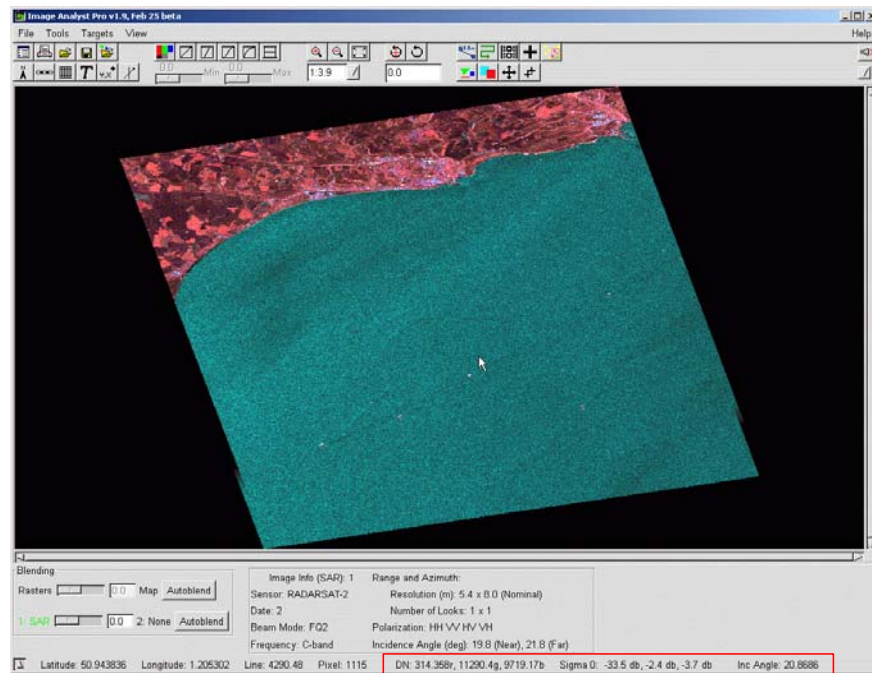 Image Analyst Pro v1.9, Feb 25 beta
File Tools Targets View Help
0.0 Min 0.0 Max 1:3.9 0.0
T
Blending
Rasters 0.0 Map Autoblend
1: SAR 0.0 2: None Autoblend
Image Info (SAR): 1 Range and Azimuth:
Sensor: RADARSAT-2 Resolution (m): 5.4 x 8.0 (Nominal)
Date: 2 Number of Looks: 1 x 1
Beam Mode: FQ2 Polarization: HH VV HV VH
Frequency: C-band Incidence Angle (deg): 19.8 (Near), 21.8 (Far)
Latitude: 50.943836 Longitude: 1.205302 Line: 4290.48 Pixel: 1115 DN: 314.358r, 11290.4g, 9719.17b Sigma 0: -33.5 db, -2.4 db, -3.7 db Inc Angle: 20.8686